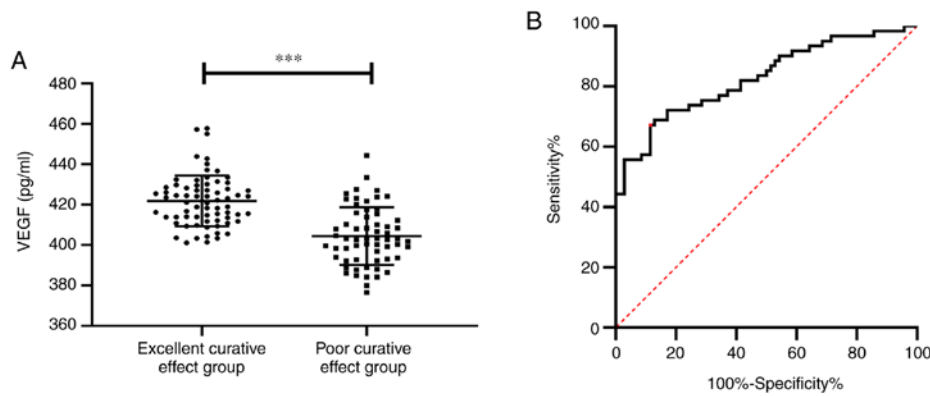 A
***
480
460
440
420
400
380
360
VEGF (pg/ml)
Excellent curative
effect group
Poor curative
effect group
B
100
80
60
40
20
0
Sensitivity%
0 20 40 60 80 100
100%-Specificity%